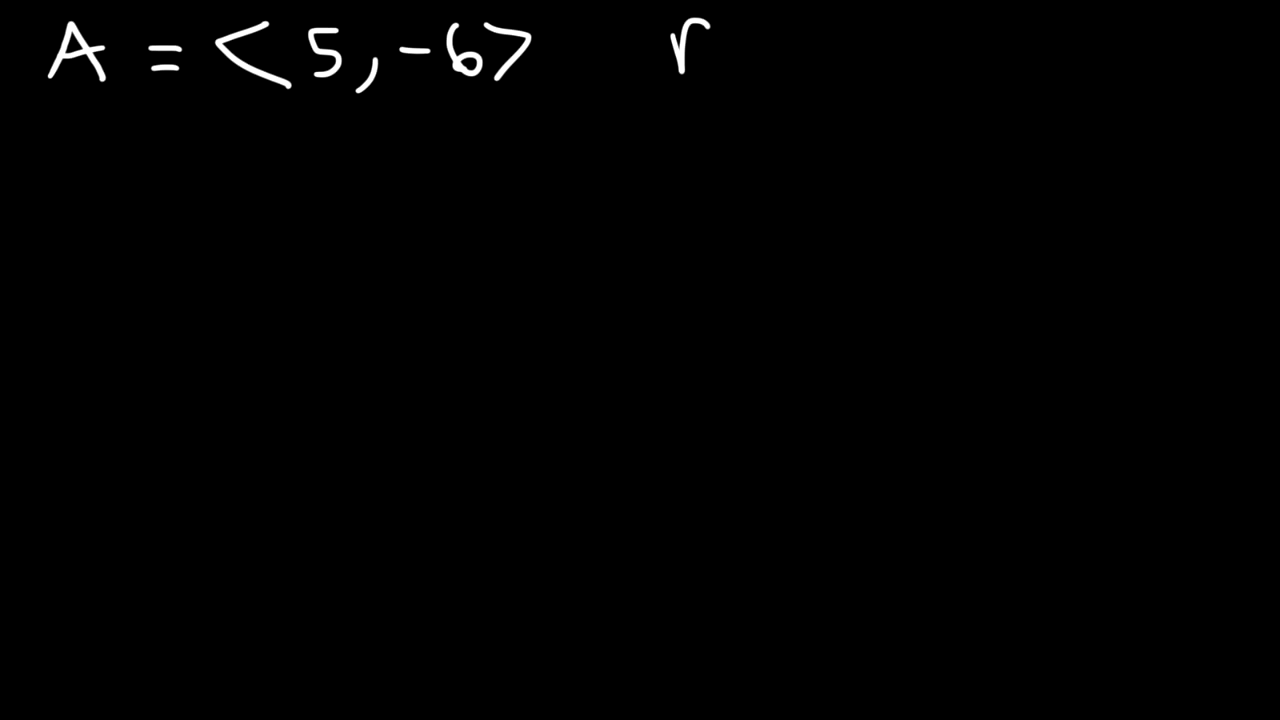 A = <5, -6> r